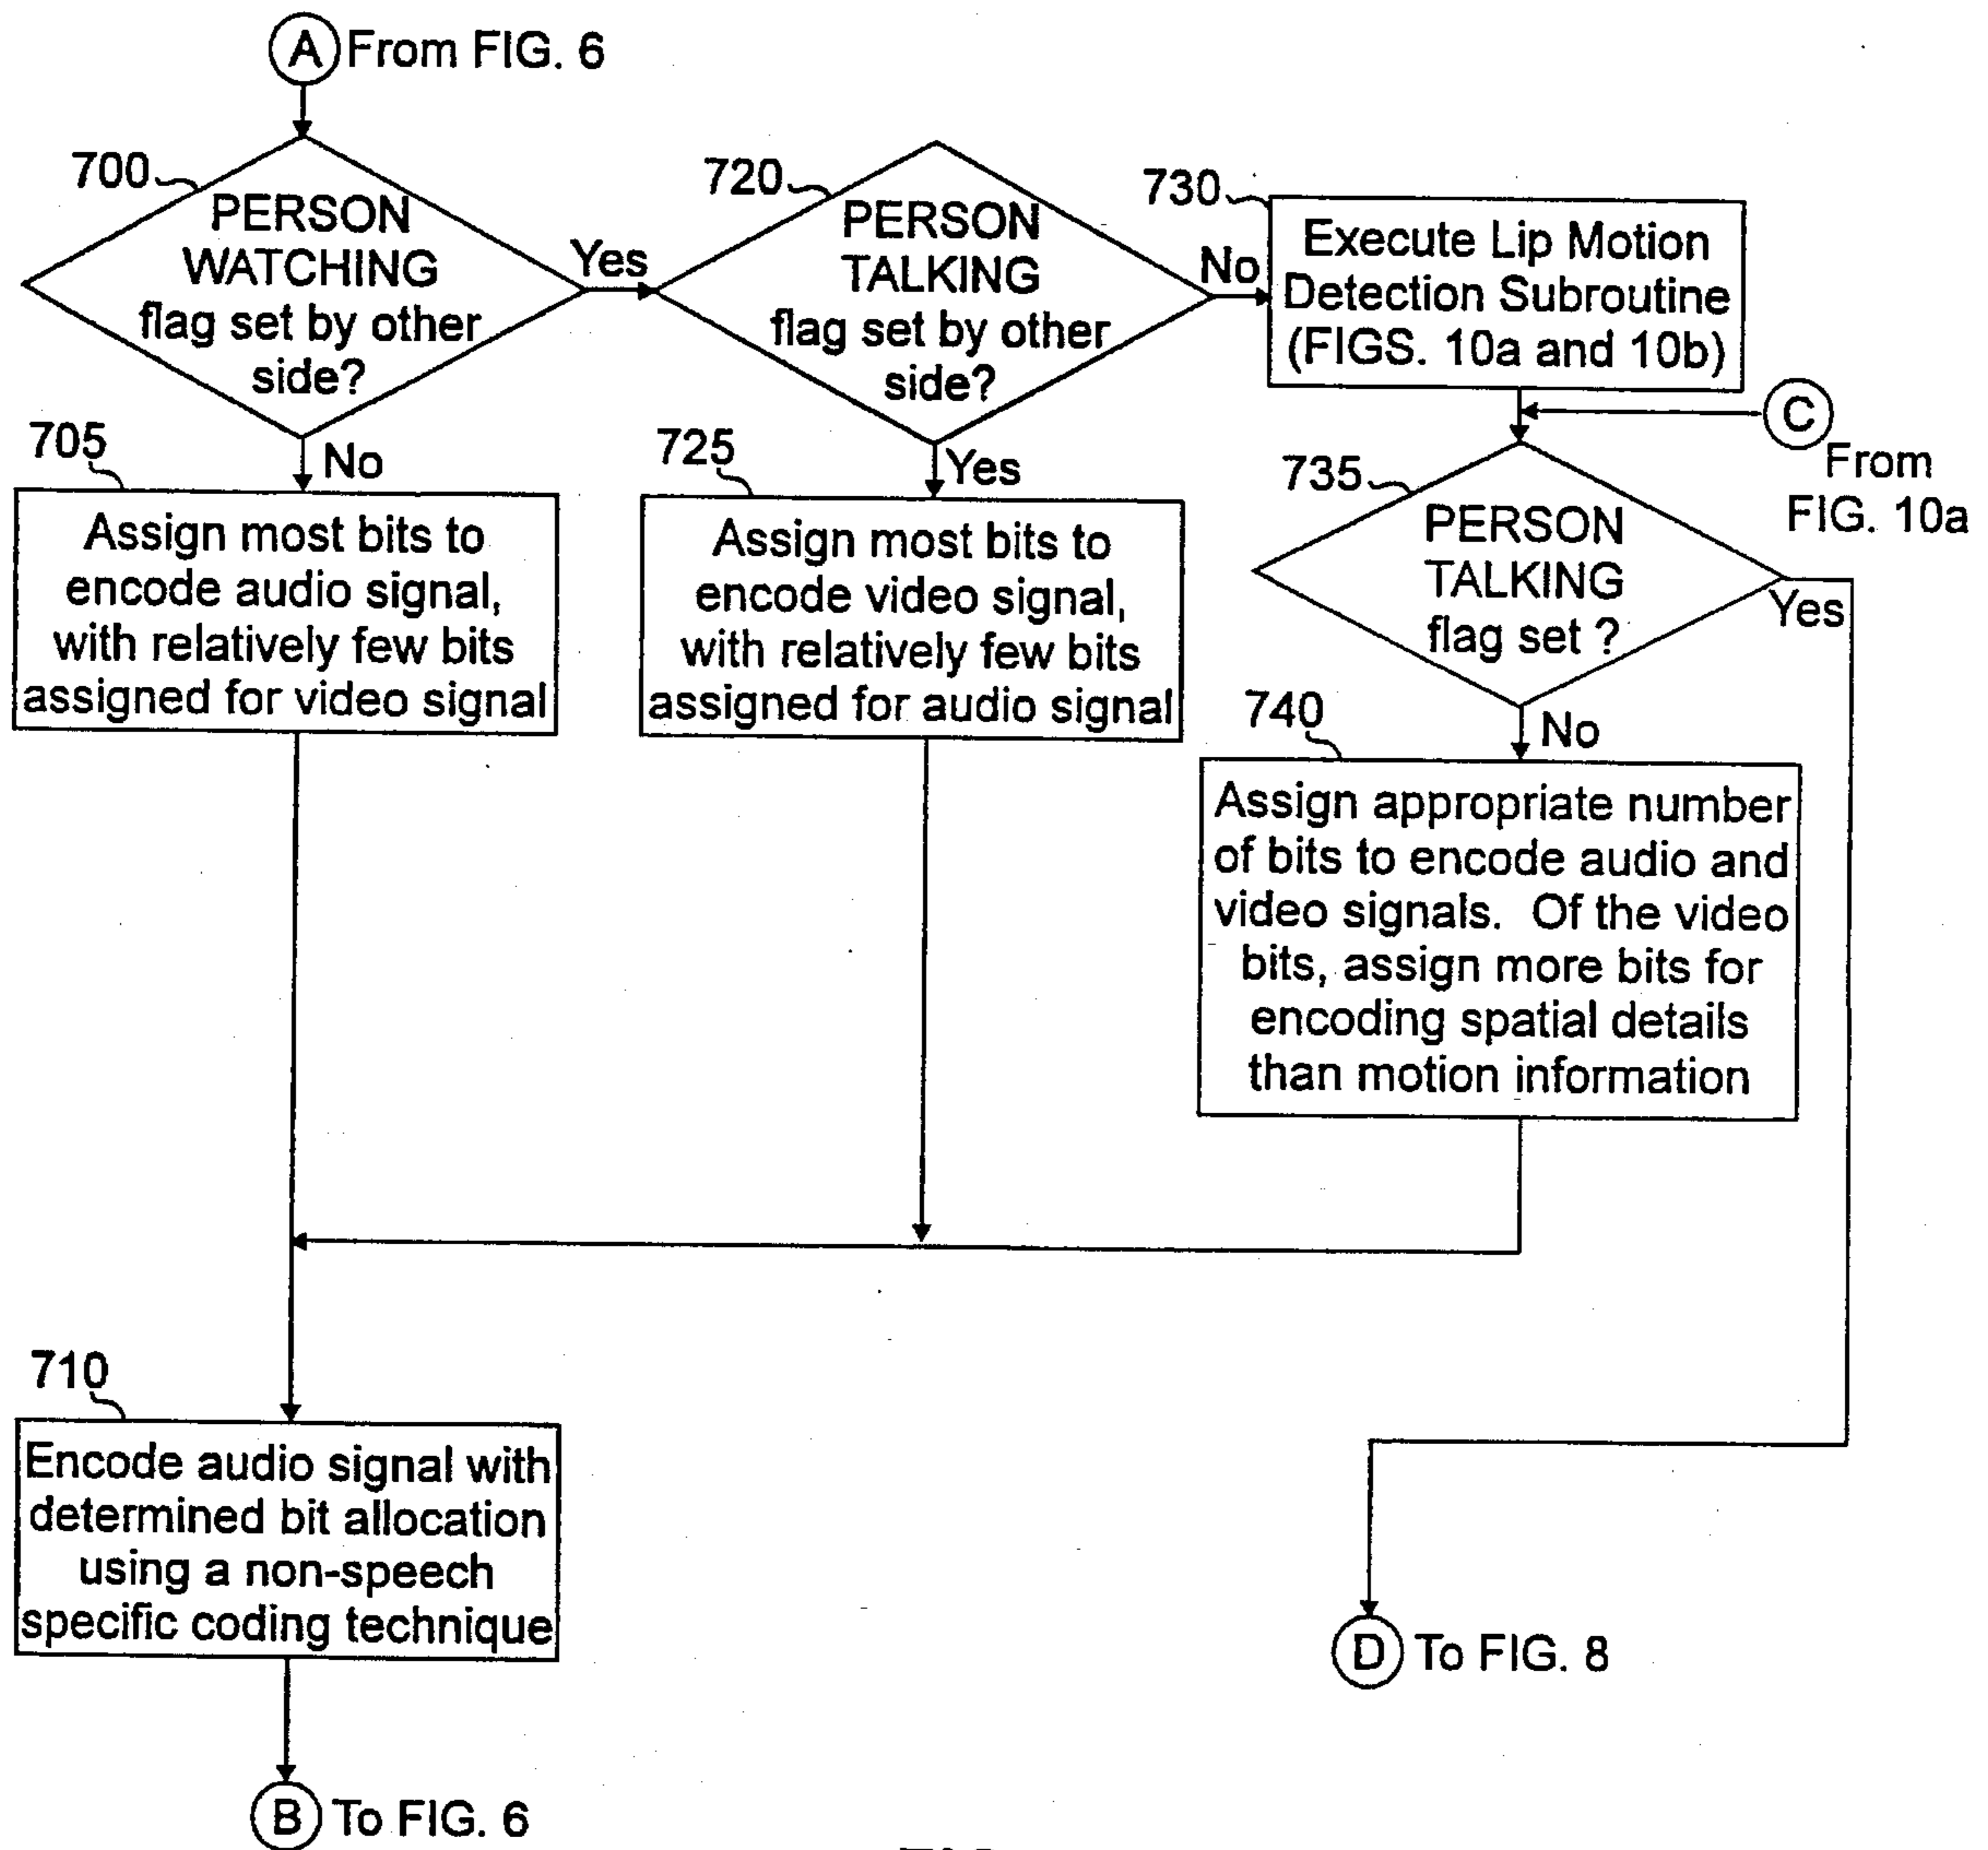 A From FIG. 6
700
PERSON
WATCHING
flag set by other
side?
Yes
No
720
PERSON
TALKING
flag set by other
side?
No
Yes
730
Execute Lip Motion
Detection Subroutine
(FIGS. 10a and 10b)
C
From
FIG. 10a
705
Assign most bits to
encode audio signal,
with relatively few bits
assigned for video signal
725
Assign most bits to
encode video signal,
with relatively few bits
assigned for audio signal
735
PERSON
TALKING
flag set ?
Yes
No
740
Assign appropriate number
of bits to encode audio and
video signals. Of the video
bits, assign more bits for
encoding spatial details
than motion information
710
Encode audio signal with
determined bit allocation
using a non-speech
specific coding technique
D To FIG. 8
B To FIG. 6